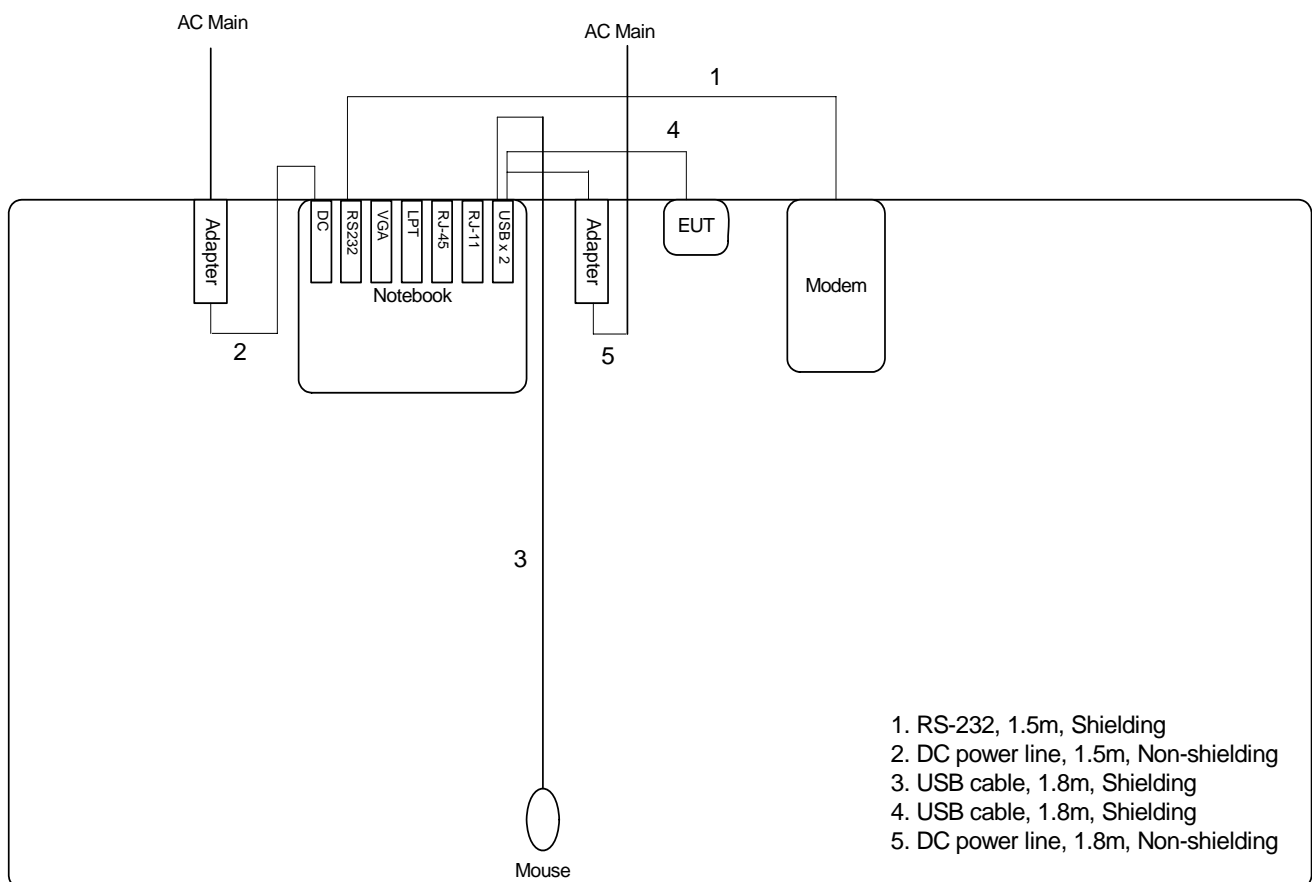 AC Main
AC Main
1
4
Adapter
DC
RS232
VGA
LPT
RJ-45
RJ-11
USB x 2
Notebook
Adapter
EUT
Modem
2
5
3
1. RS-232, 1.5m, Shielding
2. DC power line, 1.5m, Non-shielding
3. USB cable, 1.8m, Shielding
4. USB cable, 1.8m, Shielding
5. DC power line, 1.8m, Non-shielding
Mouse